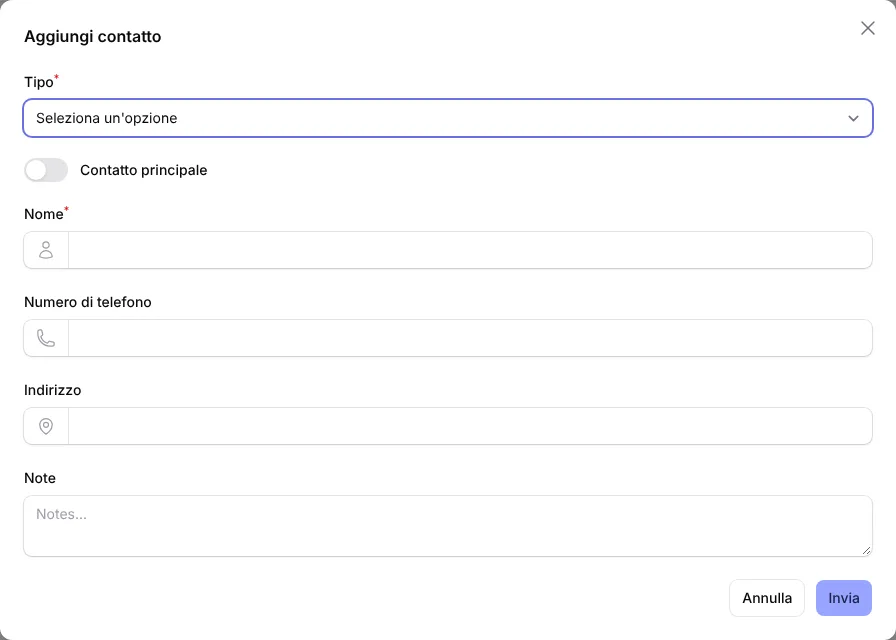 Aggiungi contatto
Tipo*
Seleziona un'opzione
Contatto principale
Nome*
Numero di telefono
Indirizzo
Note
Notes...
Annulla
Invia